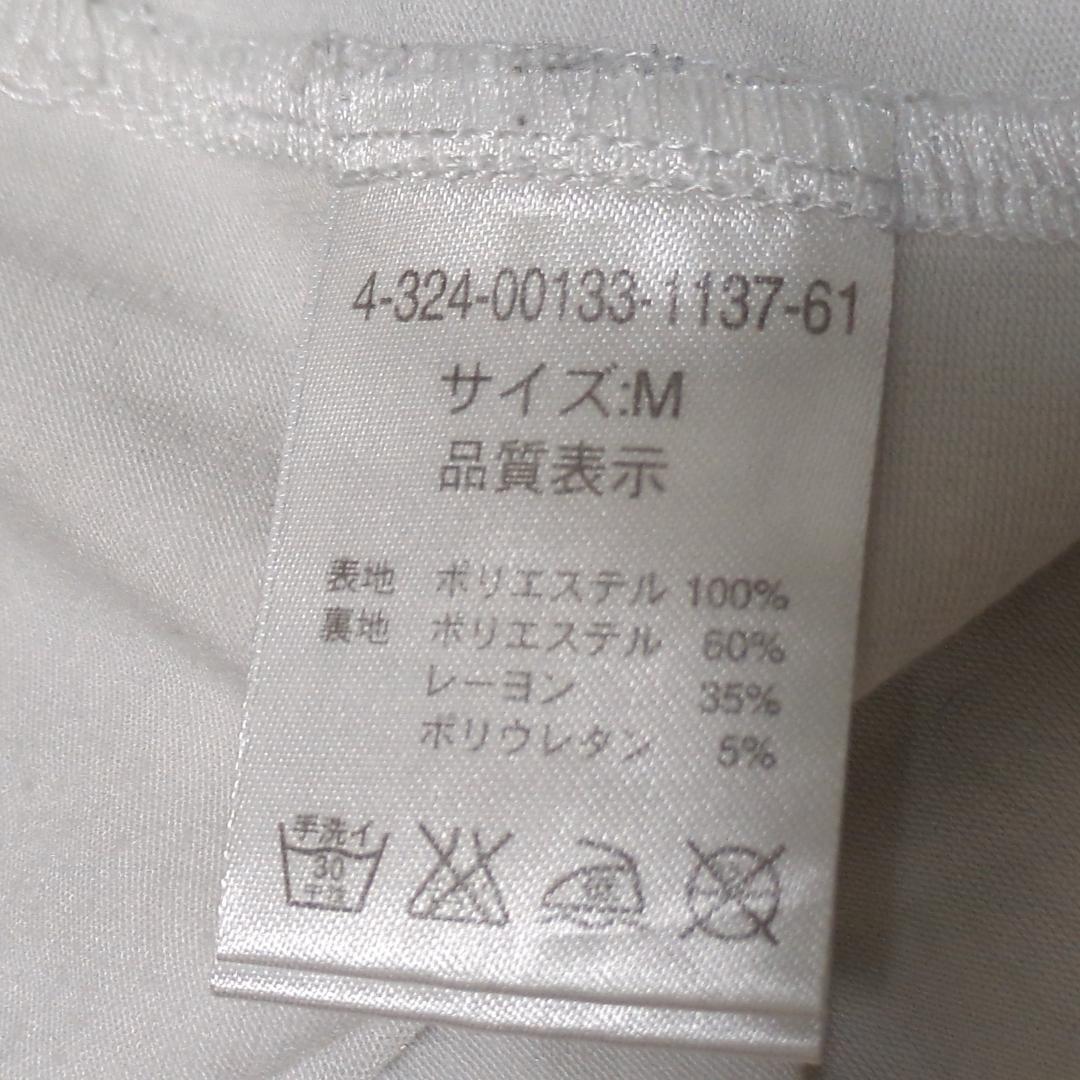 4-324-00133-1137-61
サイズ:M
品質表示
表地 ポリエステル 100%
裏地 ポリエステル 60%
レーヨン 35%
ポリウレタン 5%
手洗イ
30
中性